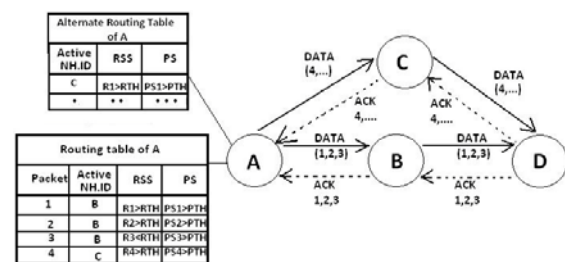 Alternate Routing Table
of A
Active NH.ID RSS PS
C R1>RTH PS1>PTH
Routing table of A
Packet Active NH.ID RSS PS
1 B R1>RTH PS1>PTH
2 B R2>RTH PS2>PTH
3 B R3<RTH PS3>PTH
4 C R4>RTH PS4>PTH
DATA
(4,...)
C
DATA
(4,...)
ACK
4,....
ACK
4,....
A
DATA
(1,2,3)
B
DATA
(1,2,3)
D
ACK
1,2,3
ACK
1,2,3